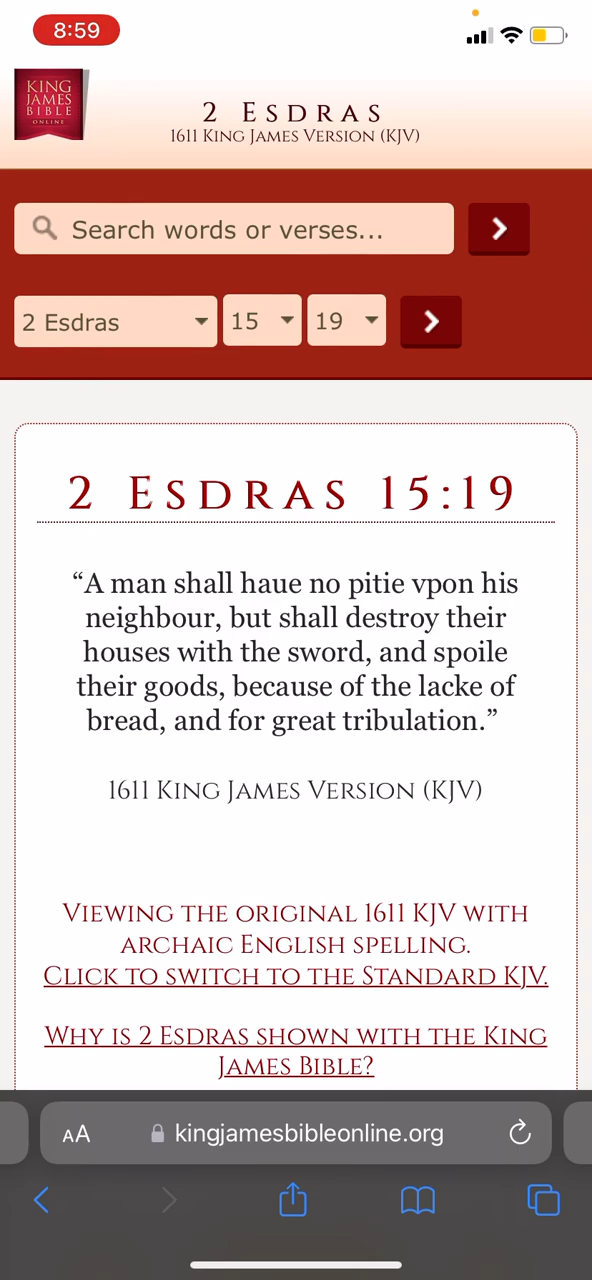 8:59
KING
JAMES
BIBLE
ONLINE
2 ESDRAS
1611 KING JAMES VERSION (KJV)
Search words or verses...
2 Esdras 15 19
2 ESDRAS 15:19
“A man shall haue no pitie vpon his
neighbour, but shall destroy their
houses with the sword, and spoile
their goods, because of the lacke of
bread, and for great tribulation.”
1611 KING JAMES VERSION (KJV)
VIEWING THE ORIGINAL 1611 KJV WITH
ARCHAIC ENGLISH SPELLING.
CLICK TO SWITCH TO THE STANDARD KJV.
WHY IS 2 ESDRAS SHOWN WITH THE KING
JAMES BIBLE?
AA kingjamesbibleonline.org